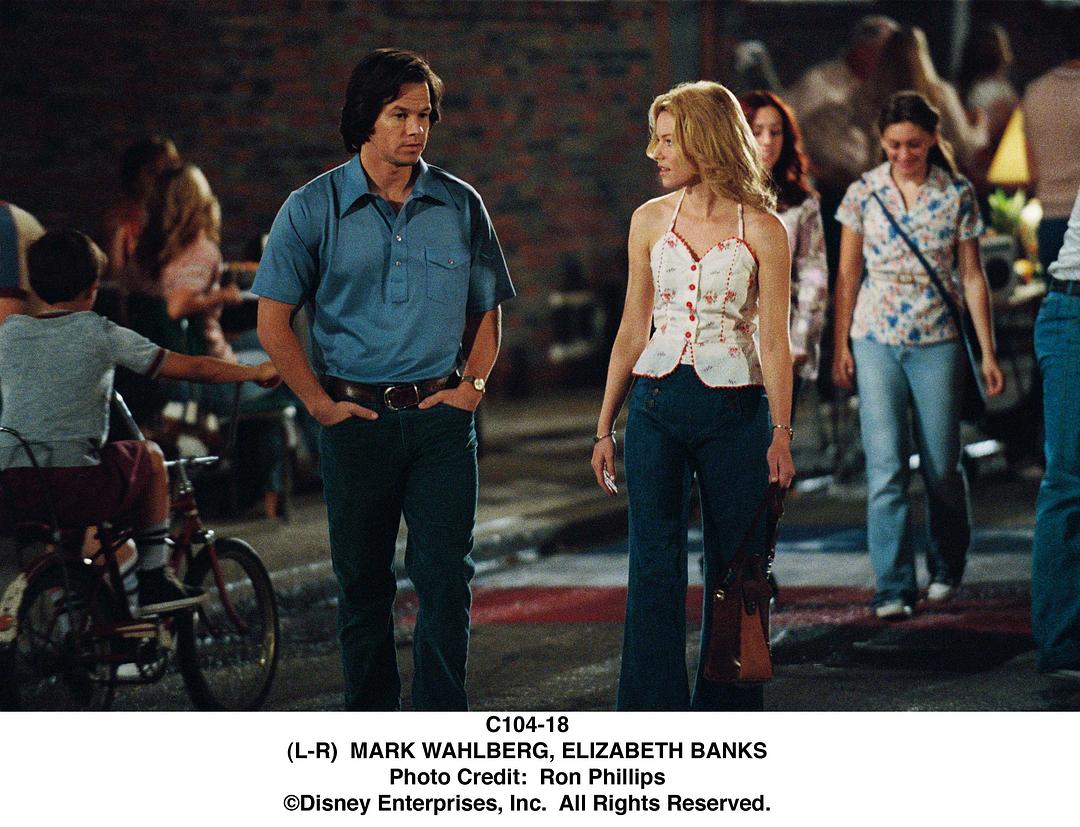 C104-18
(L-R)  MARK WAHLBERG, ELIZABETH BANKS
Photo Credit:  Ron Phillips
©Disney Enterprises, Inc.  All Rights Reserved.